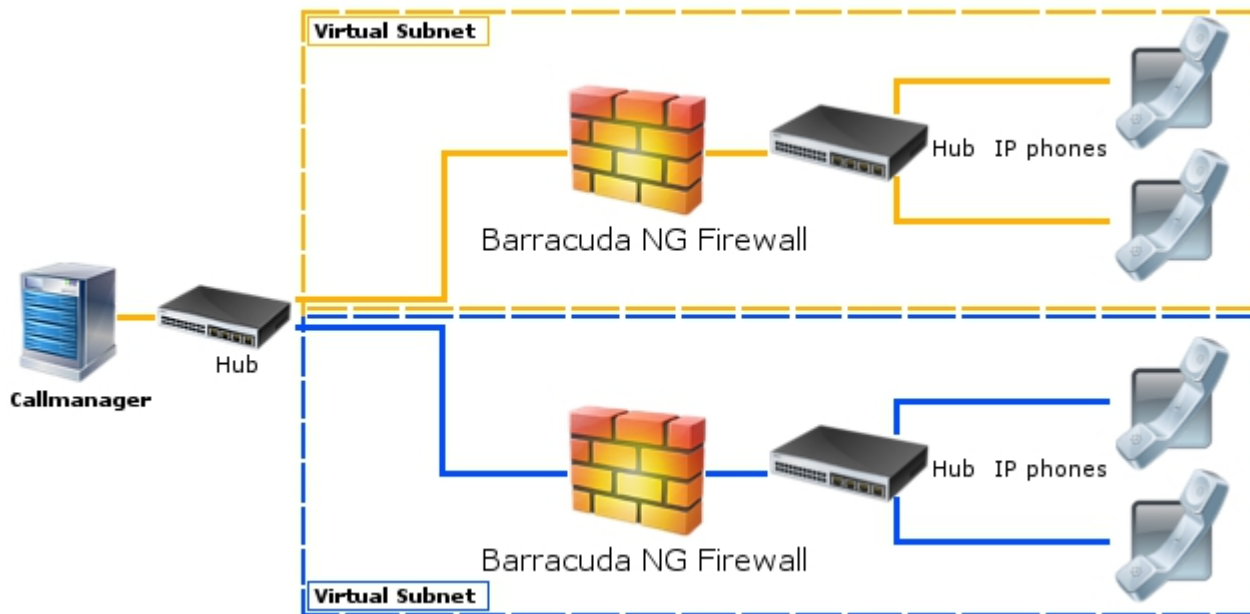 Virtual Subnet
Hub IP phones
Barracuda NG Firewall
Hub
Callmanager
Hub IP phones
Barracuda NG Firewall
Virtual Subnet